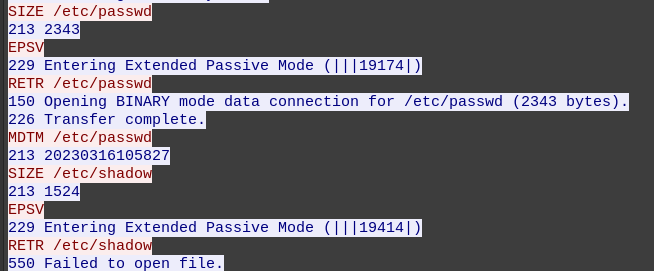 SIZE /etc/passwd
213 2343
EPSV
229 Entering Extended Passive Mode (|||19174|)
RETR /etc/passwd
150 Opening BINARY mode data connection for /etc/passwd (2343 bytes).
226 Transfer complete.
MDTM /etc/passwd
213 20230316105827
SIZE /etc/shadow
213 1524
EPSV
229 Entering Extended Passive Mode (|||19414|)
RETR /etc/shadow
550 Failed to open file.